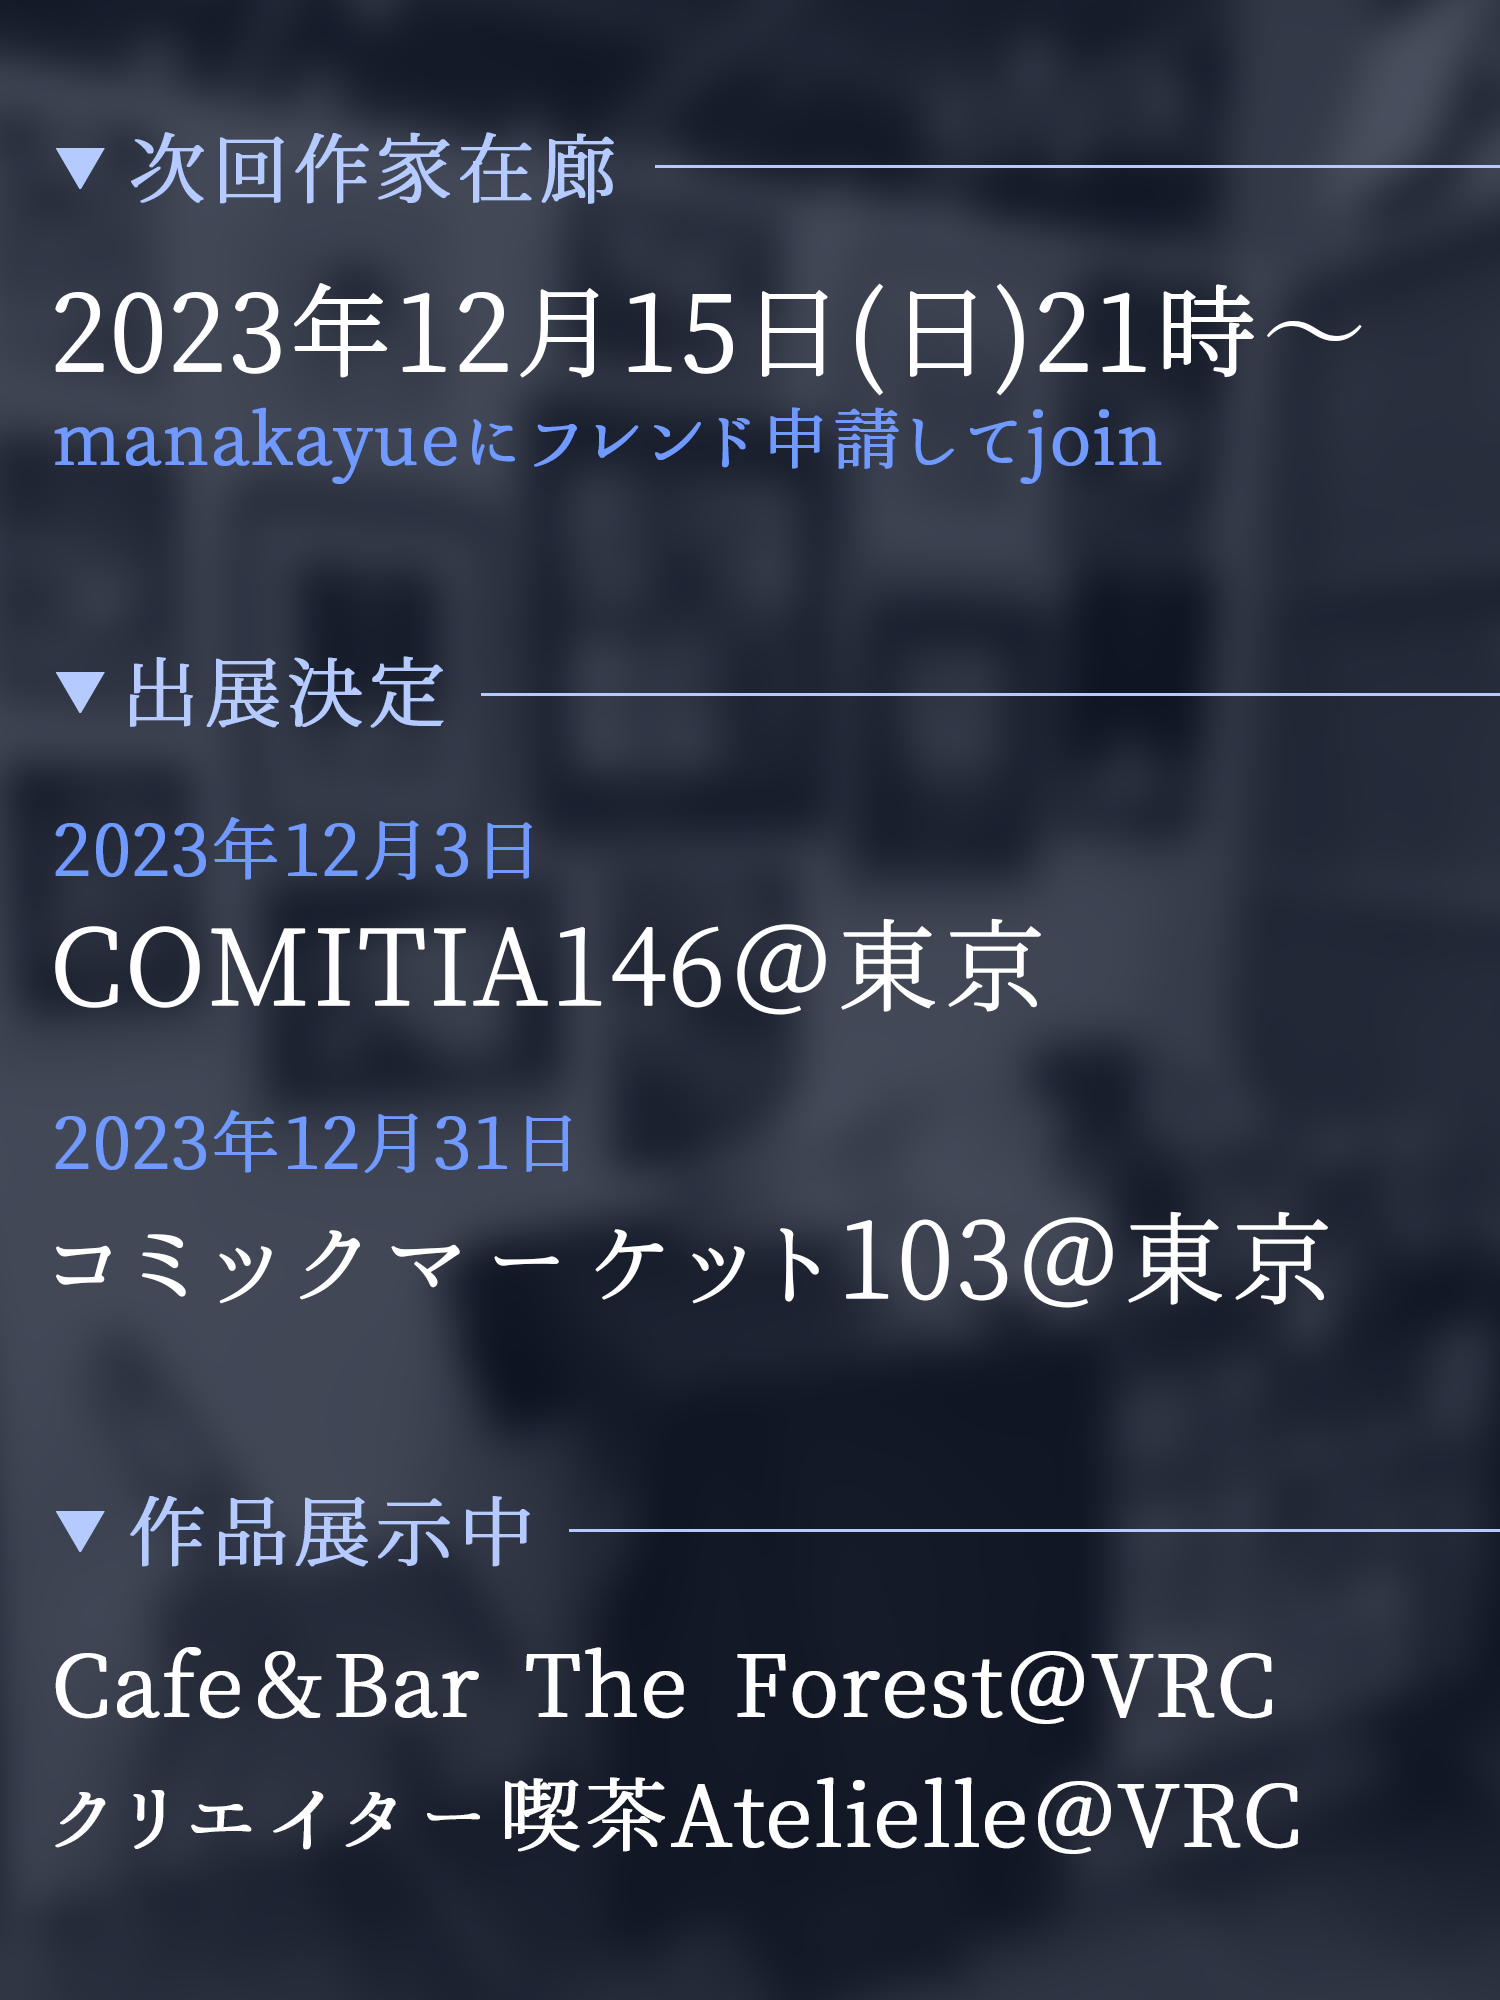 ▼次回作家在廊
2023年12月15日(日)21時～
manakayueにフレンド申請してjoin
▼出展決定
2023年12月3日
COMITIA146@東京
2023年12月31日
コミックマーケット103@東京
▼作品展示中
Cafe&Bar The Forest@VRC
クリエイター喫茶Atelielle@VRC